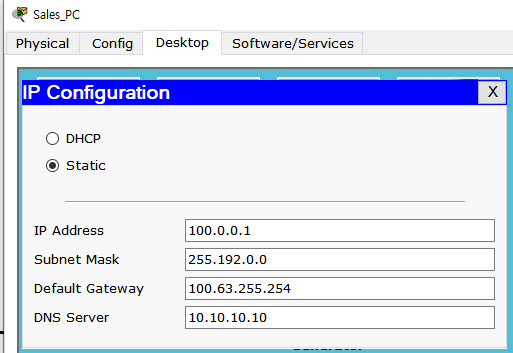 Sales_PC
Physical Config Desktop Software/Services
IP Configuration X
DHCP
Static
IP Address 100.0.0.1
Subnet Mask 255.192.0.0
Default Gateway 100.63.255.254
DNS Server 10.10.10.10